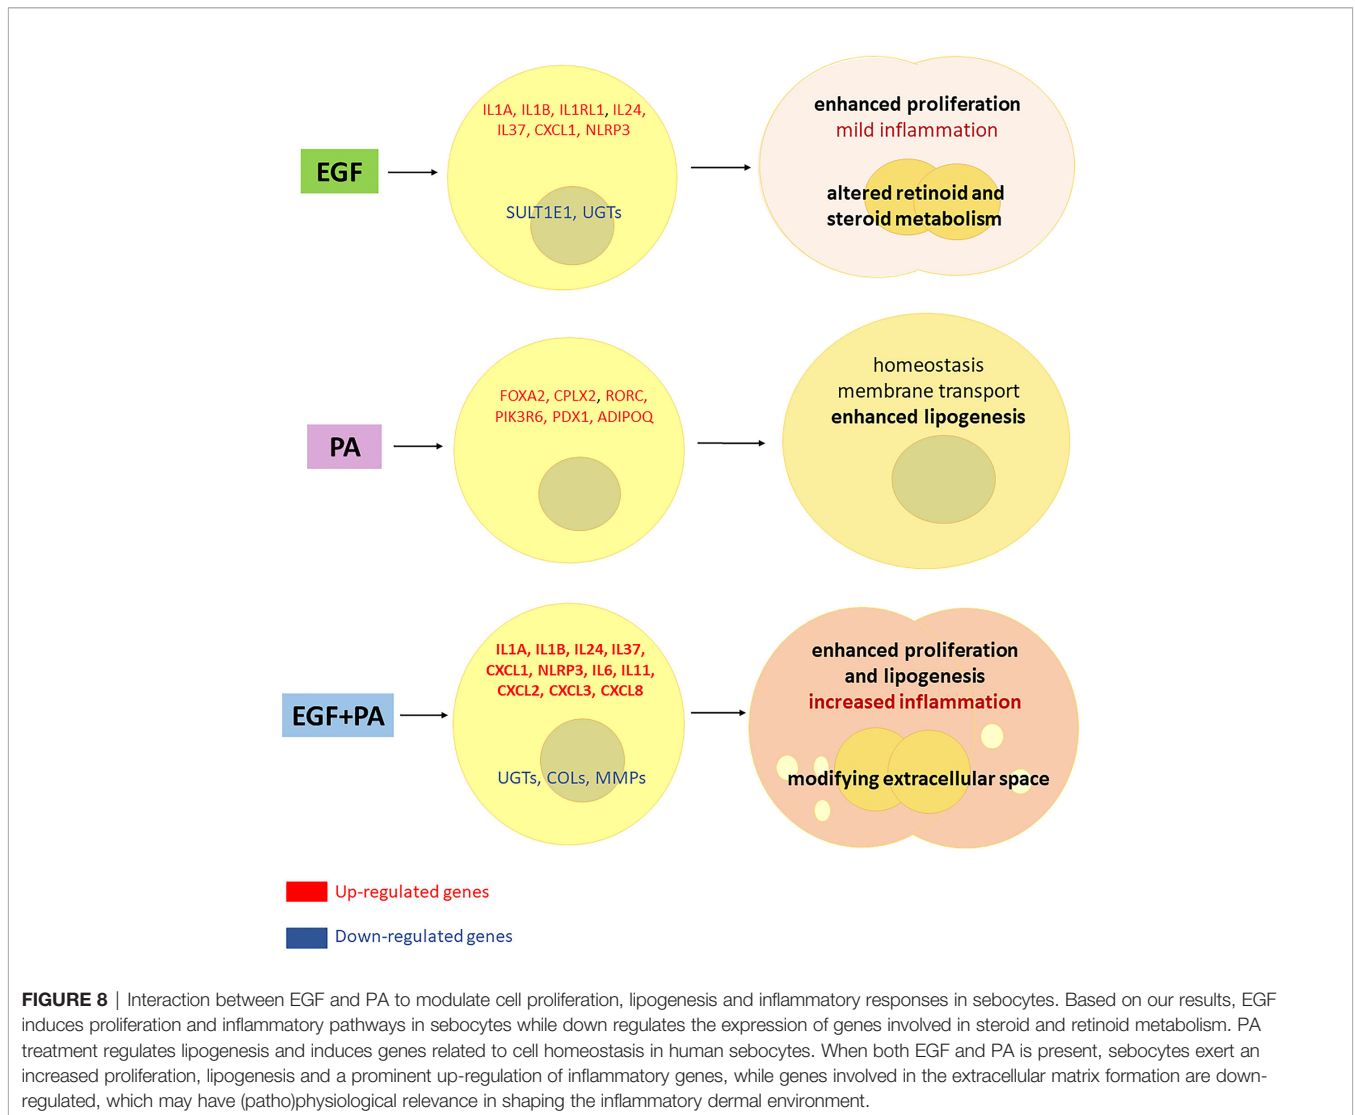 IL1A, IL1B, IL1RL1, IL24,
IL37, CXCL1, NLRP3
EGF
SULT1E1, UGTs
enhanced proliferation
mild inflammation
altered retinoid and
steroid metabolism
FOXA2, CPLX2, RORC,
PIK3R6, PDX1, ADIPOQ
PA
homeostasis
membrane transport
enhanced lipogenesis
IL1A, IL1B, IL24, IL37,
CXCL1, NLRP3, IL6, IL11,
CXCL2, CXCL3, CXCL8
EGF+PA
UGTs, COLs, MMPs
enhanced proliferation
and lipogenesis
increased inflammation
modifying extracellular space
Up-regulated genes
Down-regulated genes
FIGURE 8 | Interaction between EGF and PA to modulate cell proliferation, lipogenesis and inflammatory responses in sebocytes. Based on our results, EGF
induces proliferation and inflammatory pathways in sebocytes while down regulates the expression of genes involved in steroid and retinoid metabolism. PA
treatment regulates lipogenesis and induces genes related to cell homeostasis in human sebocytes. When both EGF and PA is present, sebocytes exert an
increased proliferation, lipogenesis and a prominent up-regulation of inflammatory genes, while genes involved in the extracellular matrix formation are down-
regulated, which may have (patho)physiological relevance in shaping the inflammatory dermal environment.